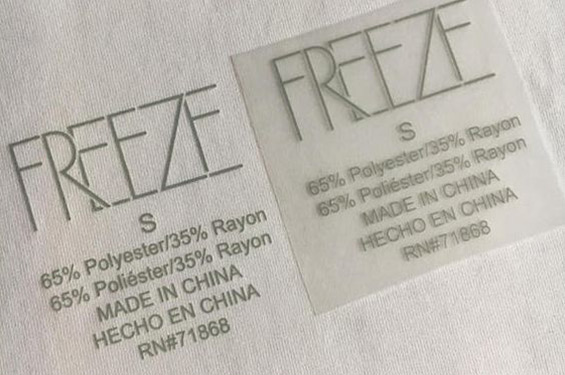 FREEZE
S
65% Polyester/35% Rayon
65% Poliéster/35% Rayon
MADE IN CHINA
HECHO EN CHINA
RN#71868
FREEZE
S
65% Polyester/35% Rayon
65% Poliéster/35% Rayon
MADE IN CHINA
HECHO EN CHINA
RN#71868